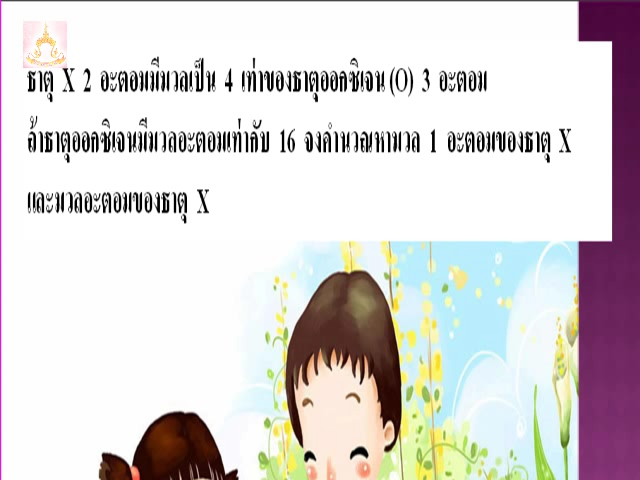 ธาตุ X 2 อะตอมมีมวลเป็น 4 เท่าของธาตุออกซิเจน (O) 3 อะตอม
ถ้าธาตุออกซิเจนมีมวลอะตอมเท่ากับ 16 จงคำนวณหามวล 1 อะตอมของธาตุ X
และมวลอะตอมของธาตุ X